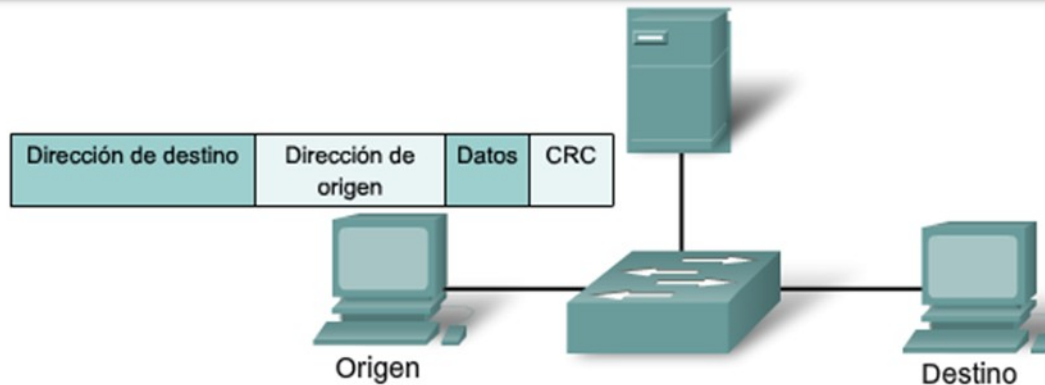 Dirección de destino
Dirección de
origen
Datos
CRC
Origen
Destino